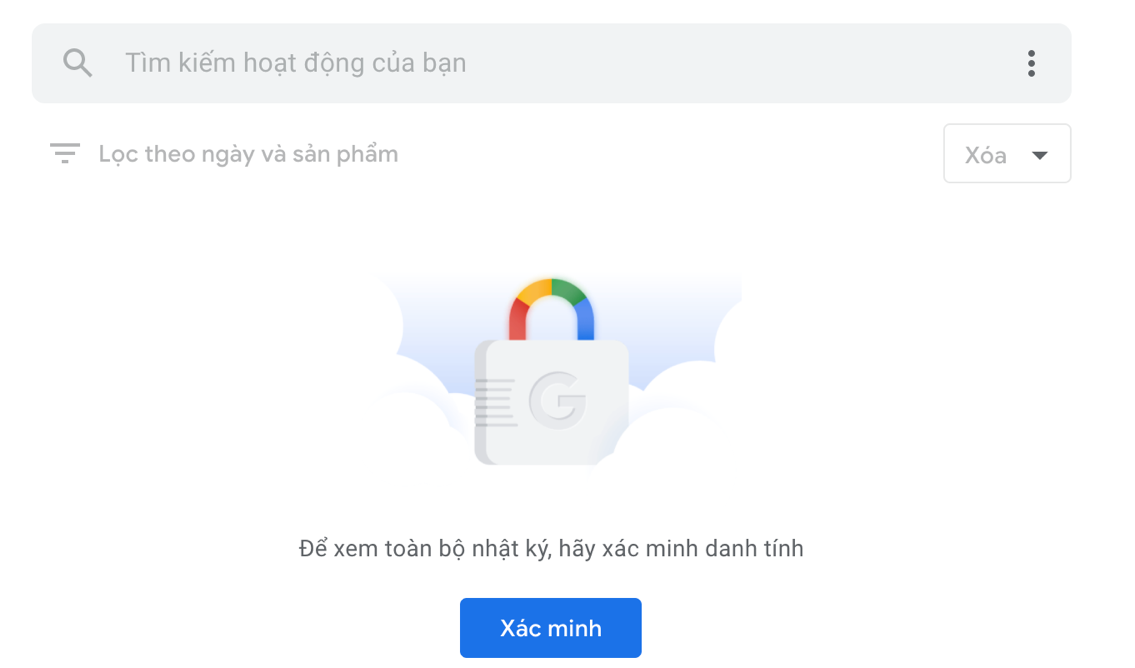 Tìm kiếm hoạt động của bạn
Lọc theo ngày và sản phẩm
Xóa
G
Để xem toàn bộ nhật ký, hãy xác minh danh tính
Xác minh